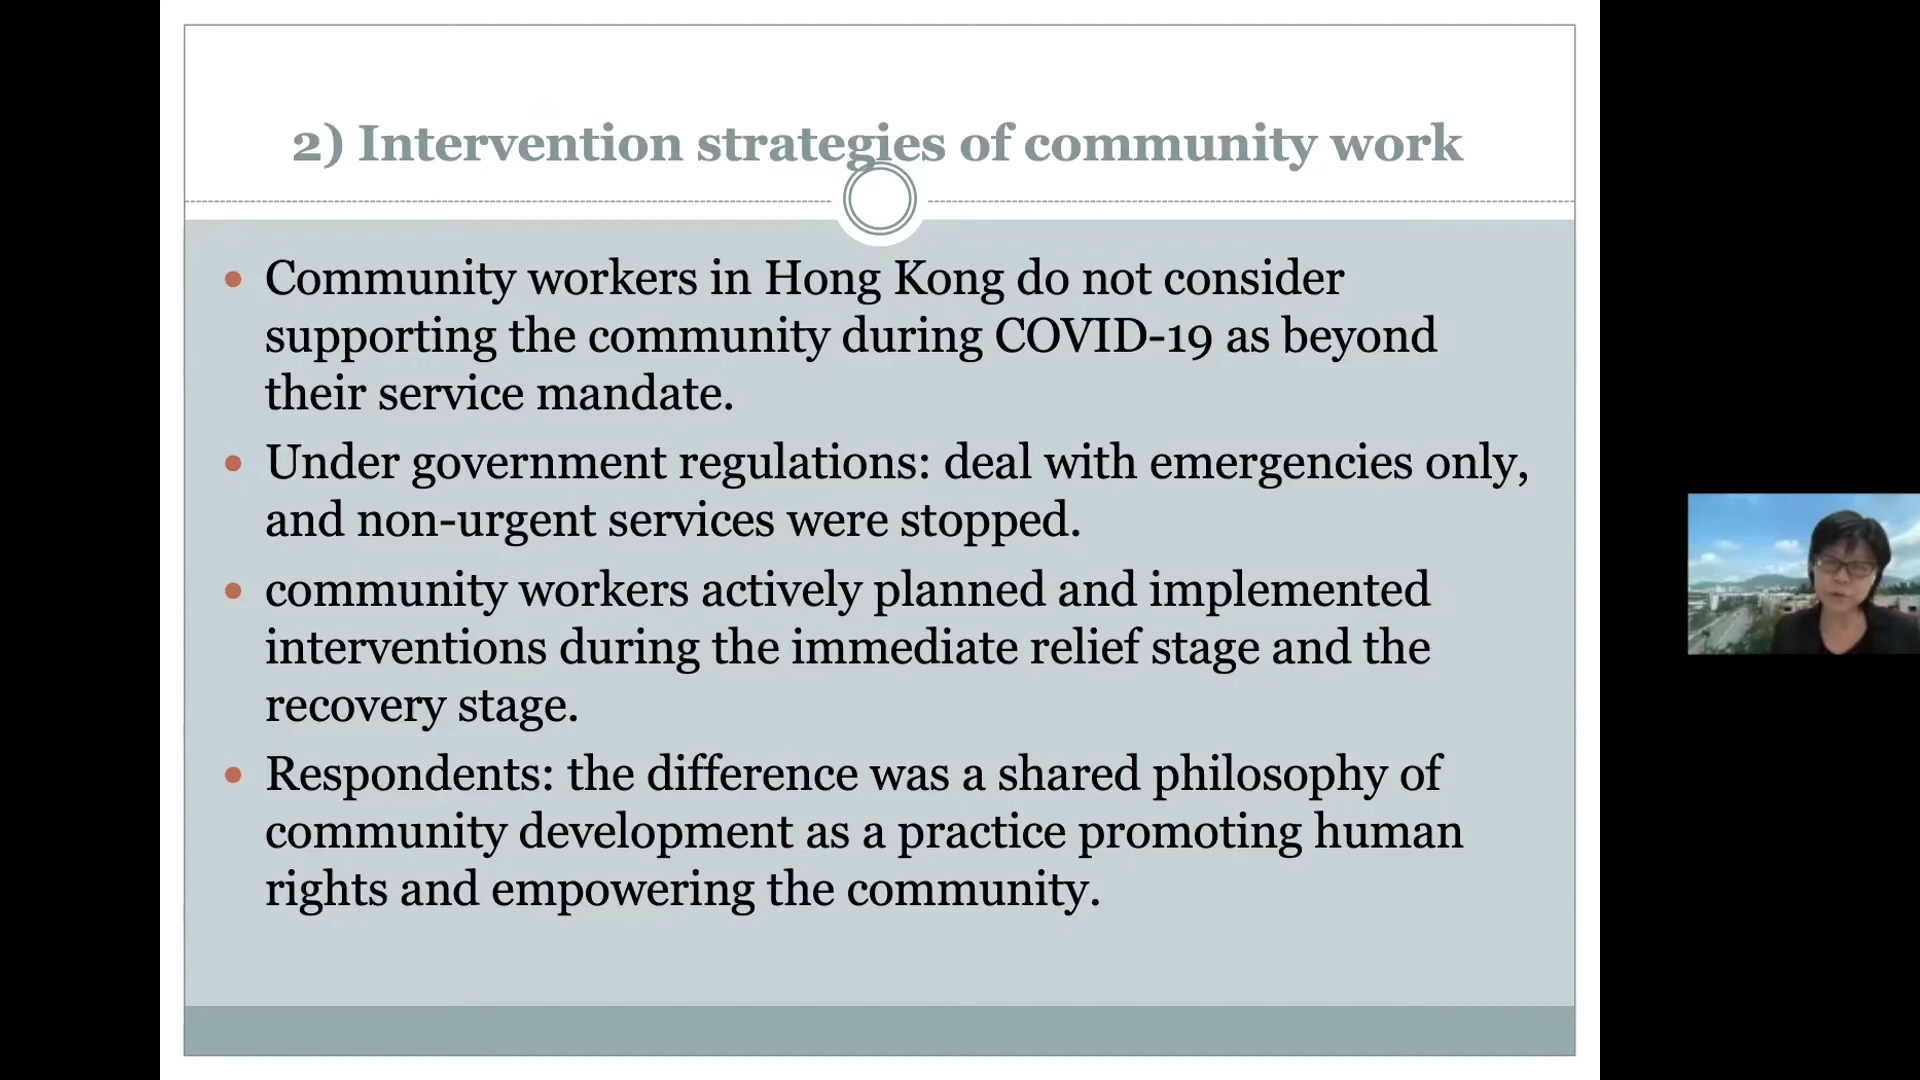 2) Intervention strategies of community work
• Community workers in Hong Kong do not consider
supporting the community during COVID-19 as beyond
their service mandate.
• Under government regulations: deal with emergencies only,
and non-urgent services were stopped.
• community workers actively planned and implemented
interventions during the immediate relief stage and the
recovery stage.
• Respondents: the difference was a shared philosophy of
community development as a practice promoting human
rights and empowering the community.